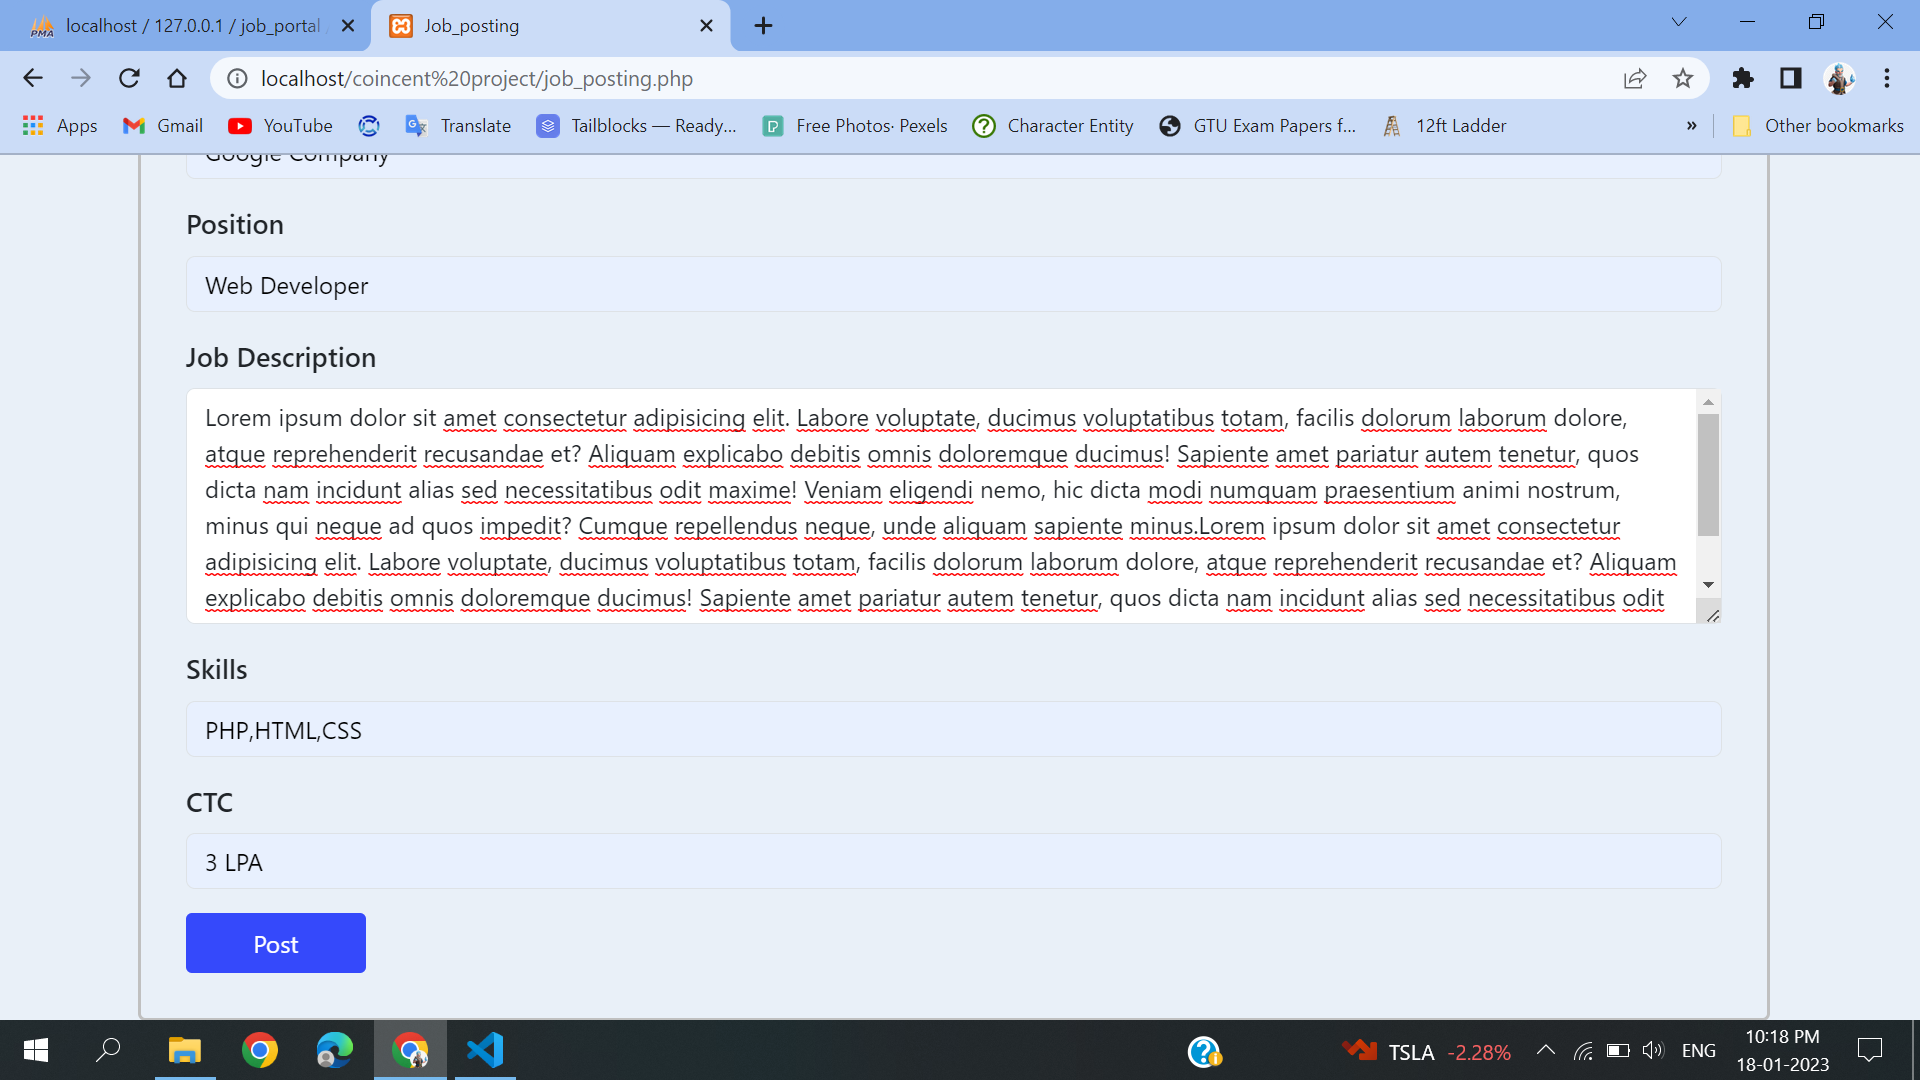 localhost / 127.0.0.1 / job_portal
Job_posting
localhost/coincent%20project/job_posting.php
Apps
Gmail
YouTube
Translate
Tailblocks — Ready...
Free Photos· Pexels
Character Entity
GTU Exam Papers f...
12ft Ladder
»
Other bookmarks
Google Company
Position
Web Developer
Job Description
Lorem ipsum dolor sit amet consectetur adipisicing elit. Labore voluptate, ducimus voluptatibus totam, facilis dolorum laborum dolore,
atque reprehenderit recusandae et? Aliquam explicabo debitis omnis doloremque ducimus! Sapiente amet pariatur autem tenetur, quos
dicta nam incidunt alias sed necessitatibus odit maxime! Veniam eligendi nemo, hic dicta modi numquam praesentium animi nostrum,
minus qui neque ad quos impedit? Cumque repellendus neque, unde aliquam sapiente minus.Lorem ipsum dolor sit amet consectetur
adipisicing elit. Labore voluptate, ducimus voluptatibus totam, facilis dolorum laborum dolore, atque reprehenderit recusandae et? Aliquam
explicabo debitis omnis doloremque ducimus! Sapiente amet pariatur autem tenetur, quos dicta nam incidunt alias sed necessitatibus odit
Skills
PHP,HTML,CSS
CTC
3 LPA
Post
TSLA -2.28%
ENG
10:18 PM
18-01-2023